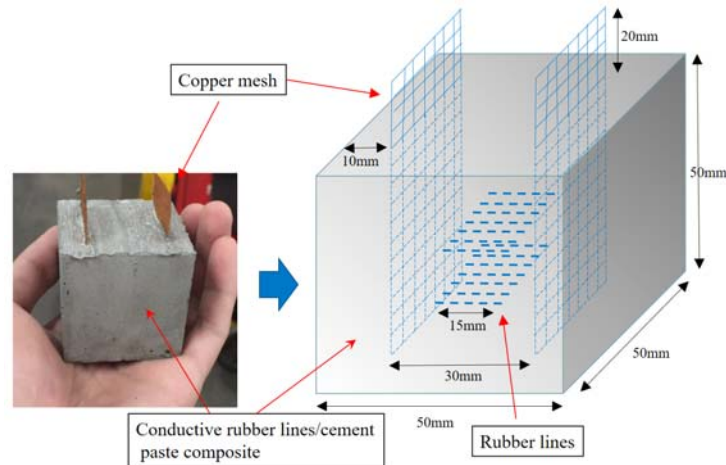 20mm
Copper mesh
10mm
50mm
15mm
30mm
50mm
50mm
Conductive rubber lines/cement
paste composite
Rubber lines